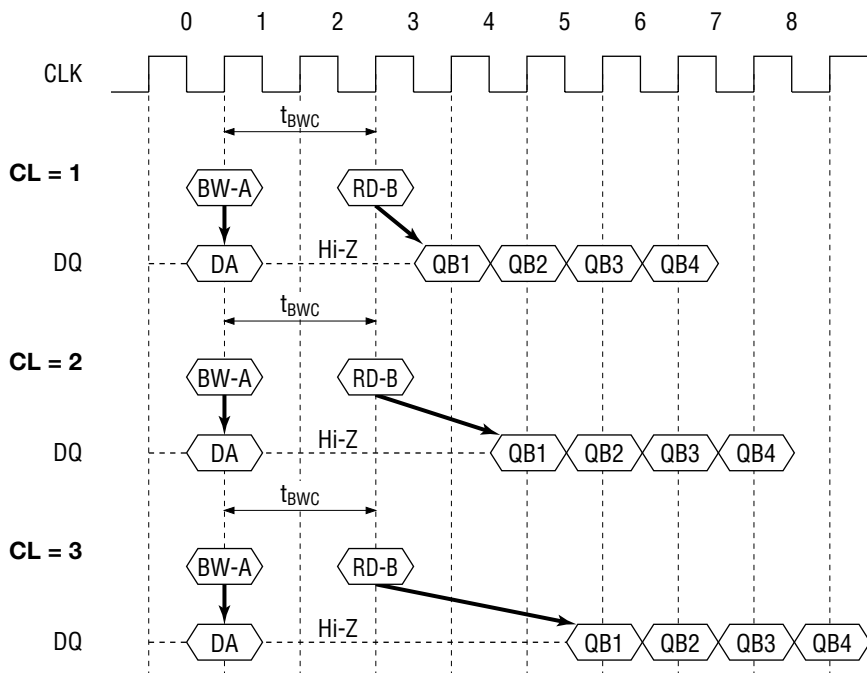 0 1 2 3 4 5 6 7 8
CLK
tBWC
CL = 1
BW-A RD-B
DQ DA Hi-Z QB1 QB2 QB3 QB4
tBWC
CL = 2
BW-A RD-B
DQ DA Hi-Z QB1 QB2 QB3 QB4
tBWC
CL = 3
BW-A RD-B
DQ DA Hi-Z QB1 QB2 QB3 QB4